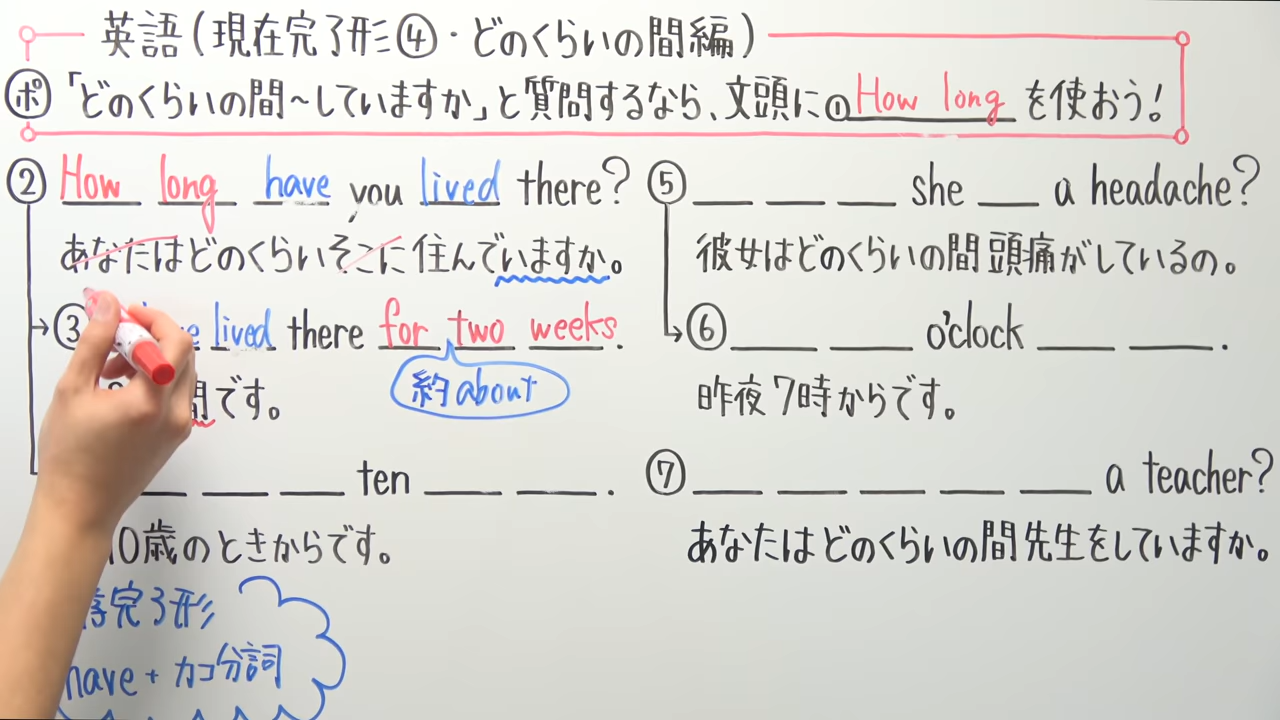 英語(現在完了形④・どのくらいの間編)
ポ「どのくらいの間~していますか」と質問するなら、文頭に① How long を使おう!
② How long have you lived there?
あなたはどのくらいそこに住んでいますか。
③ lived there for two weeks.
約about
間です。
ten .
10歳のときからです。
完了形
have + カコ分詞
⑤ she a headache?
彼女はどのくらいの間頭痛がしているの。
⑥ o'clock .
昨夜7時からです。
⑦ a teacher?
あなたはどのくらいの間先生をしていますか。